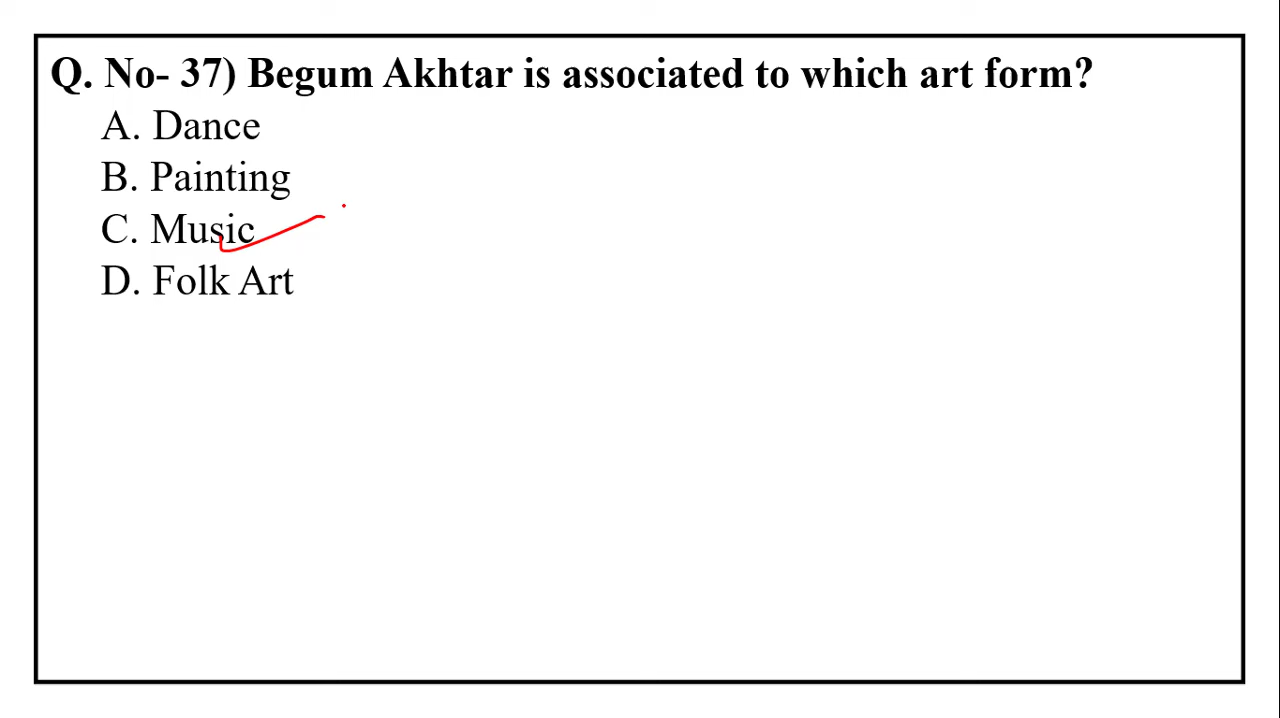 Q. No- 37) Begum Akhtar is associated to which art form?
A. Dance
B. Painting
C. Music
D. Folk Art